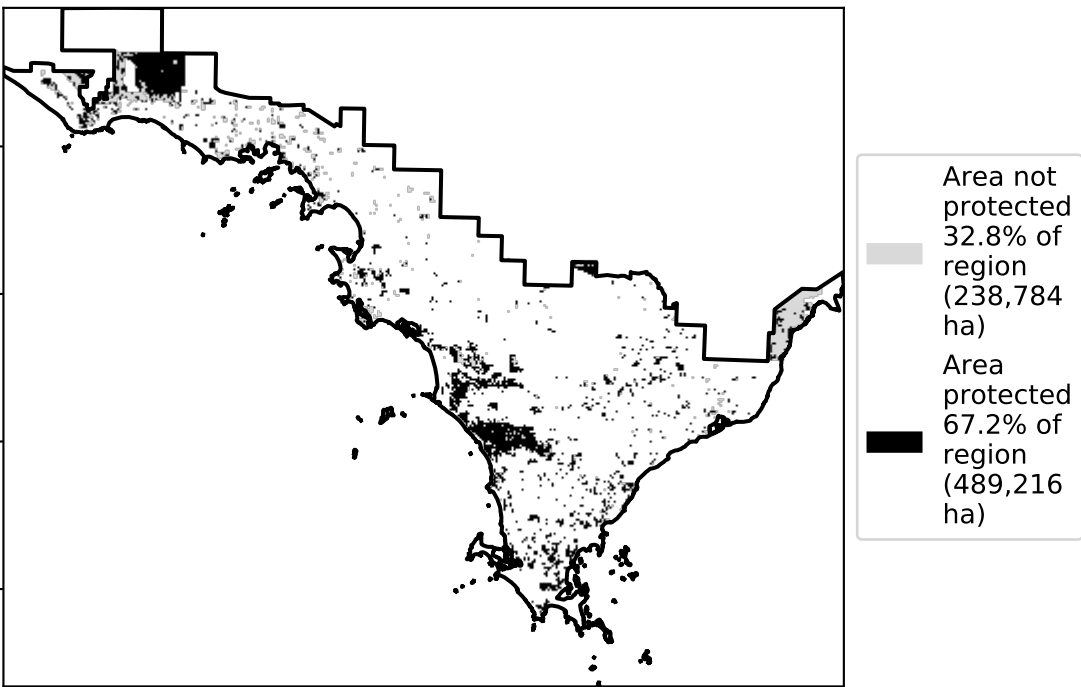 Area not
protected
32.8% of
region
(238,784
ha)
Area
protected
67.2% of
region
(489,216
ha)